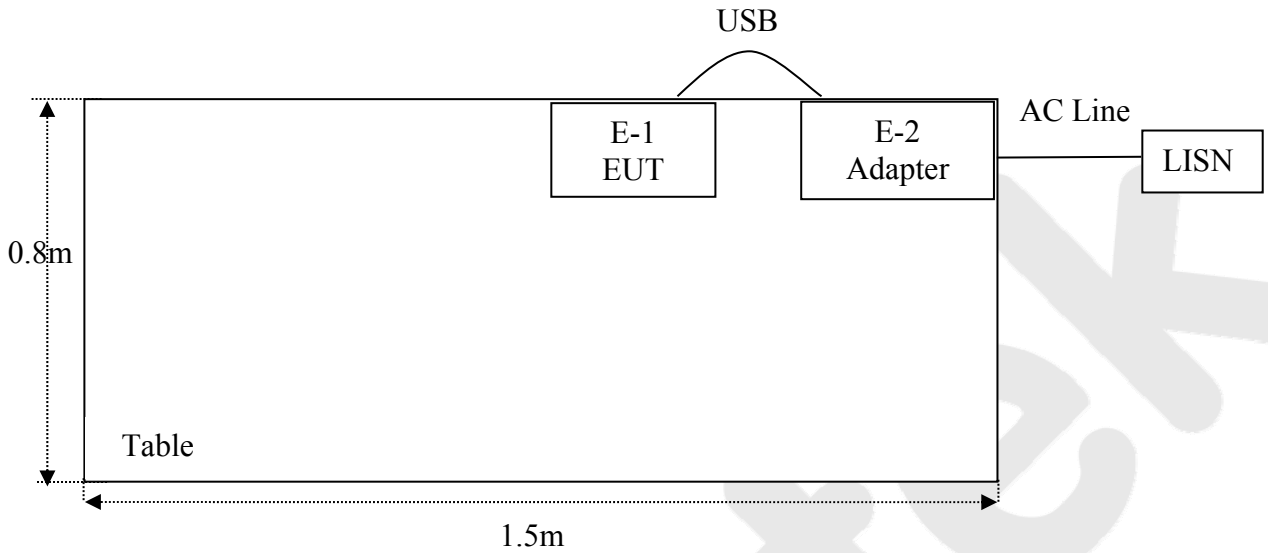 USB
E-1
EUT
E-2
Adapter
AC Line
LISN
0.8m
Table
1.5m